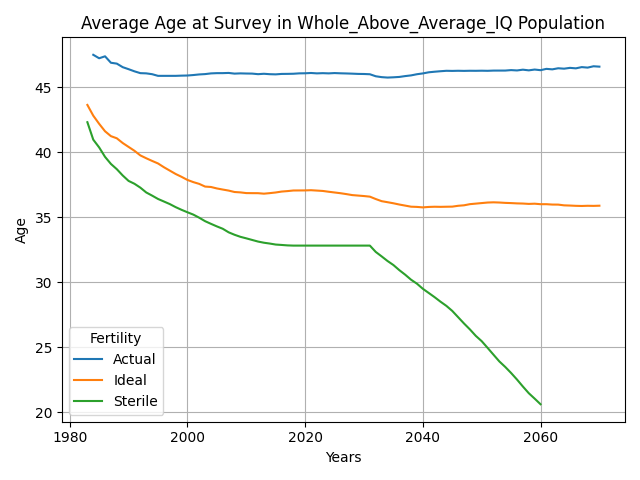 Average Age at Survey in Whole_Above_Average_IQ Population
Age
45
40
35
30
25
20
Fertility
Actual
Ideal
Sterile
1980
2000
2020
2040
2060
Years